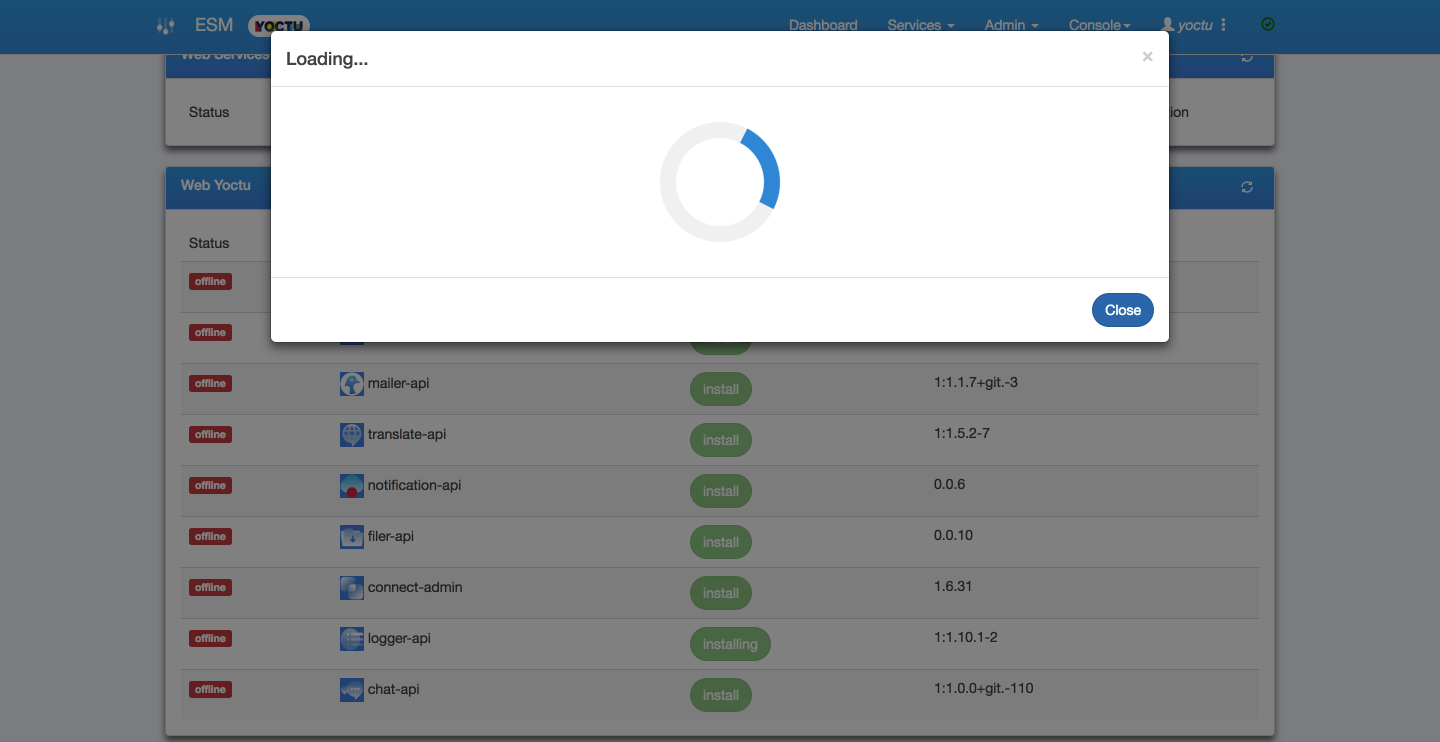 ESM YOCTU Dashboard Services Admin Console yoctu
Loading... ×
Web Services
Status
Web Yoctu
Status
offline
Close
offline
offline mailer-api install 1:1.1.7+git.-3
offline translate-api install 1:1.5.2-7
offline notification-api install 0.0.6
offline filer-api install 0.0.10
offline connect-admin install 1.6.31
offline logger-api installing 1:1.10.1-2
offline chat-api install 1:1.0.0+git.-110